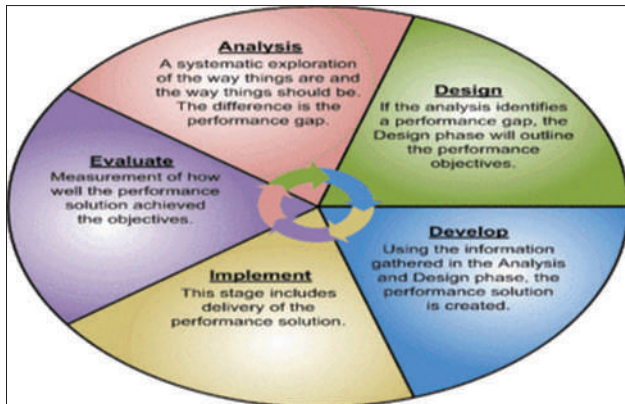 Analysis
A systematic exploration
of the way things are and
the way things should be.
The difference is the
performance gap.
Design
If the analysis identifies
a performance gap, the
Design phase will outline
the performance
objectives.
Develop
Using the information
gathered in the Analysis
and Design phase, the
performance solution
is created.
Implement
This stage includes
delivery of the
performance solution.
Evaluate
Measurement of how
well the performance
solution achieved
the objectives.